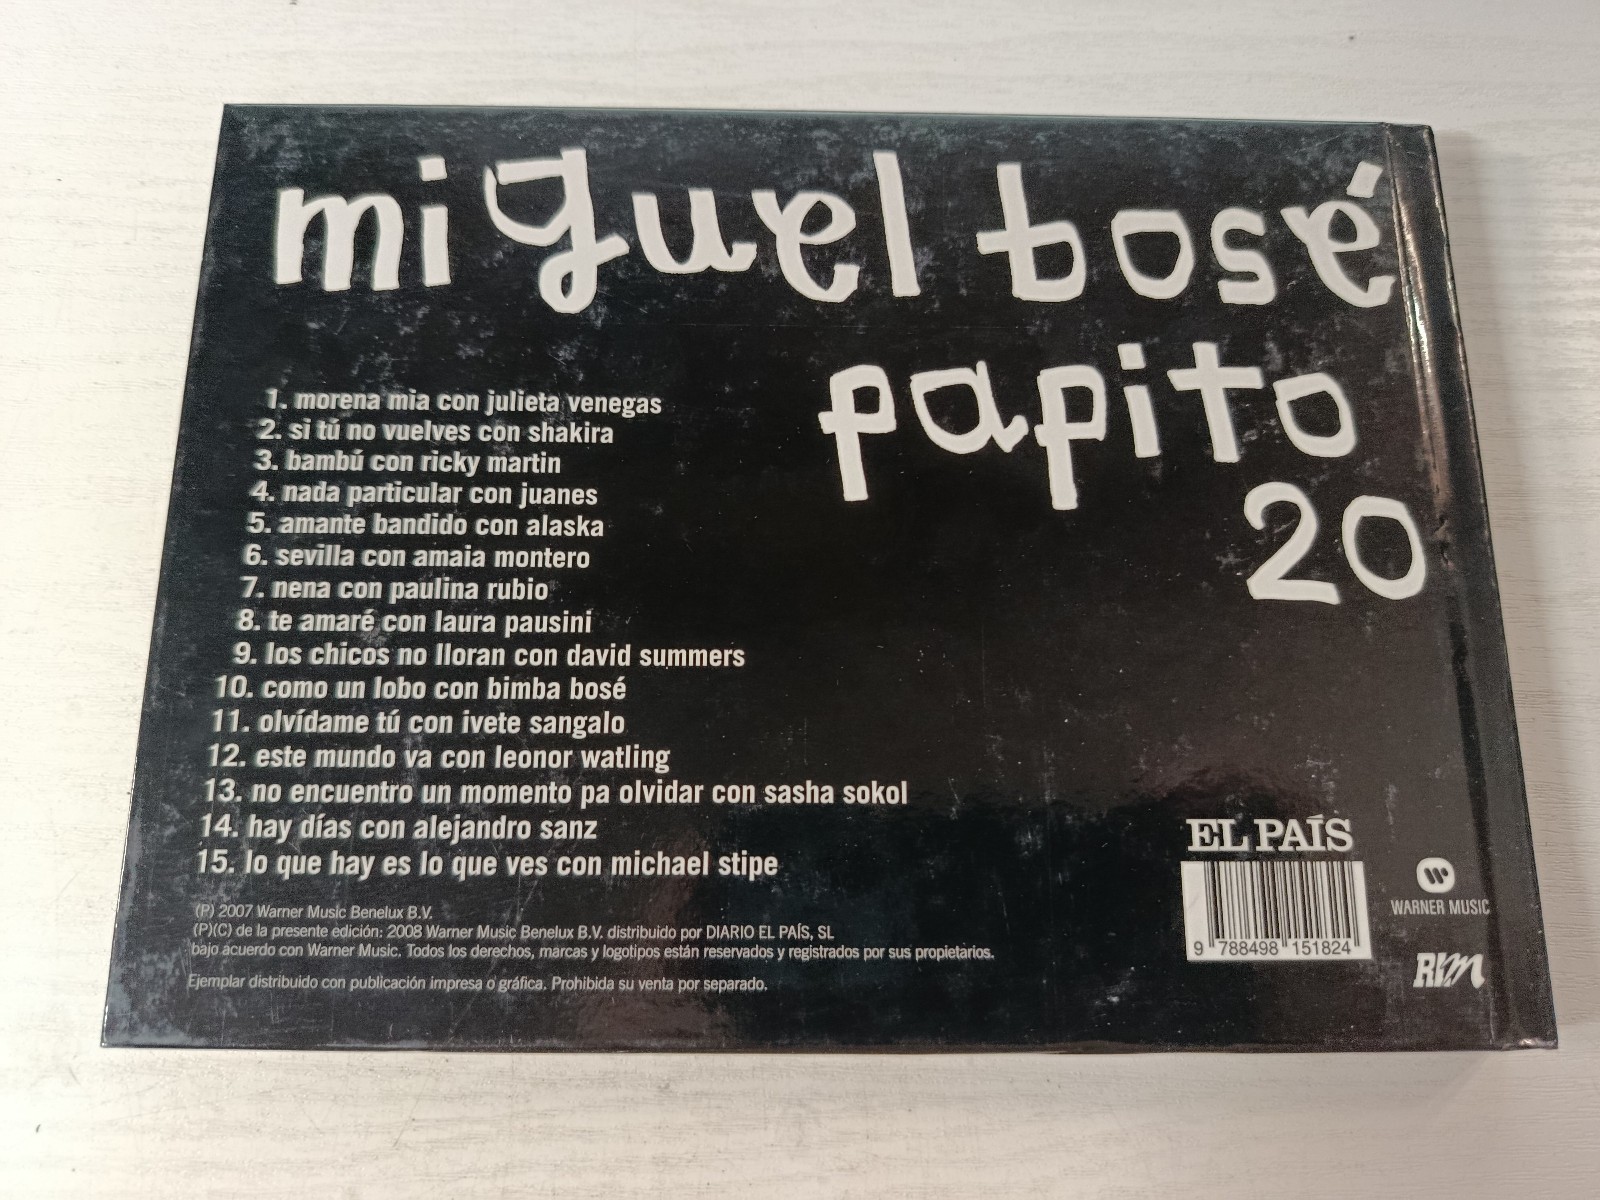 miguel bosé
papito
20
1. morena mia con julieta venegas
2. si tú no vuelves con shakira
3. bambú con ricky martin
4. nada particular con juanes
5. amante bandido con alaska
6. sevilla con amaia montero
7. nena con paulina rubio
8. te amaré con laura pausini
9. los chicos no lloran con david summers
10. como un lobo con bimba bosé
11. olvídame tú con ivete sangalo
12. este mundo va con leonor watling
13. no encuentro un momento pa olvidar con sasha sokol
14. hay días con alejandro sanz
15. lo que hay es lo que ves con michael stipe
(P) 2007 Warner Music Benelux B.V.
(P)(C) de la presente edición: 2008 Warner Music Benelux B.V. distribuido por DIARIO EL PAÍS, SL
bajo acuerdo con Warner Music. Todos los derechos, marcas y logotipos están reservados y registrados por sus propietarios.
Ejemplar distribuido con publicación impresa o gráfica. Prohibida su venta por separado.
EL PAÍS
9 788498 151824
WARNER MUSIC
RLM